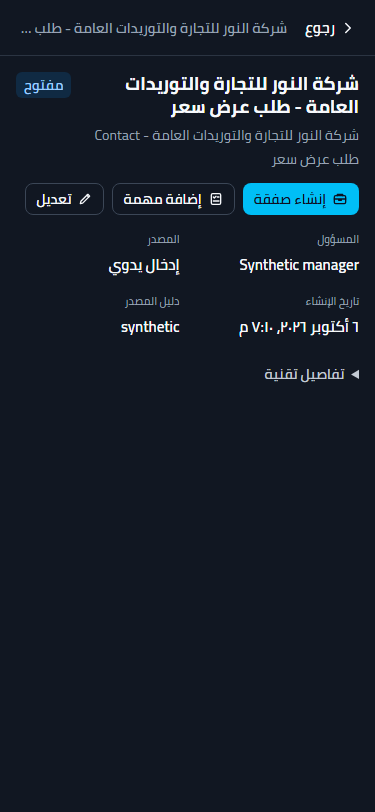 رجوع
شركة النور للتجارة والتوريدات العامة - طلب ...
شركة النور للتجارة والتوريدات العامة - طلب عرض سعر
مفتوح
شركة النور للتجارة والتوريدات العامة - Contact
طلب عرض سعر
إنشاء صفقة
إضافة مهمة
تعديل
المسؤول
Synthetic manager
المصدر
إدخال يدوي
تاريخ الإنشاء
٦ أكتوبر ٢٠٢٦، ٧:١٠ م
دليل المصدر
synthetic
تفاصيل تقنية